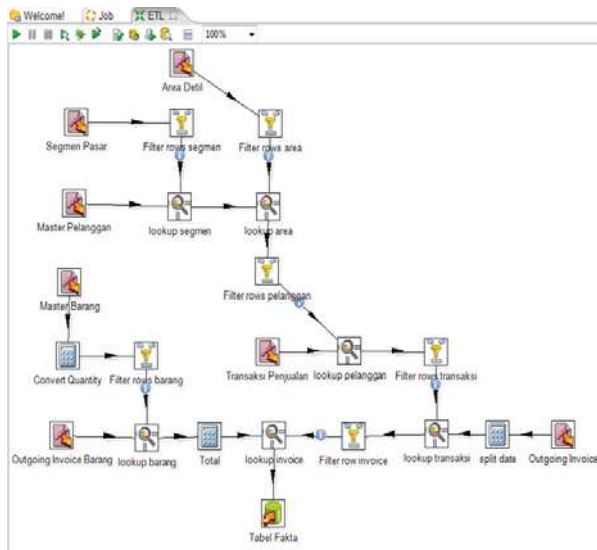 Welcome! Job ETL
100%
Area Detil
Segmen Pasar Filter rows segmen Filter rows area
Master Pelanggan lookup segmen lookup area
Filter rows pelanggan
Master Barang
Convert Quantity Filter rows barang Transaksi Penjualan lookup pelanggan Filter rows transaksi
Outgoing Invoice Barang lookup barang Total lookup invoice Filter row invoice lookup transaksi split data Outgoing Invoice
Tabel Fakta